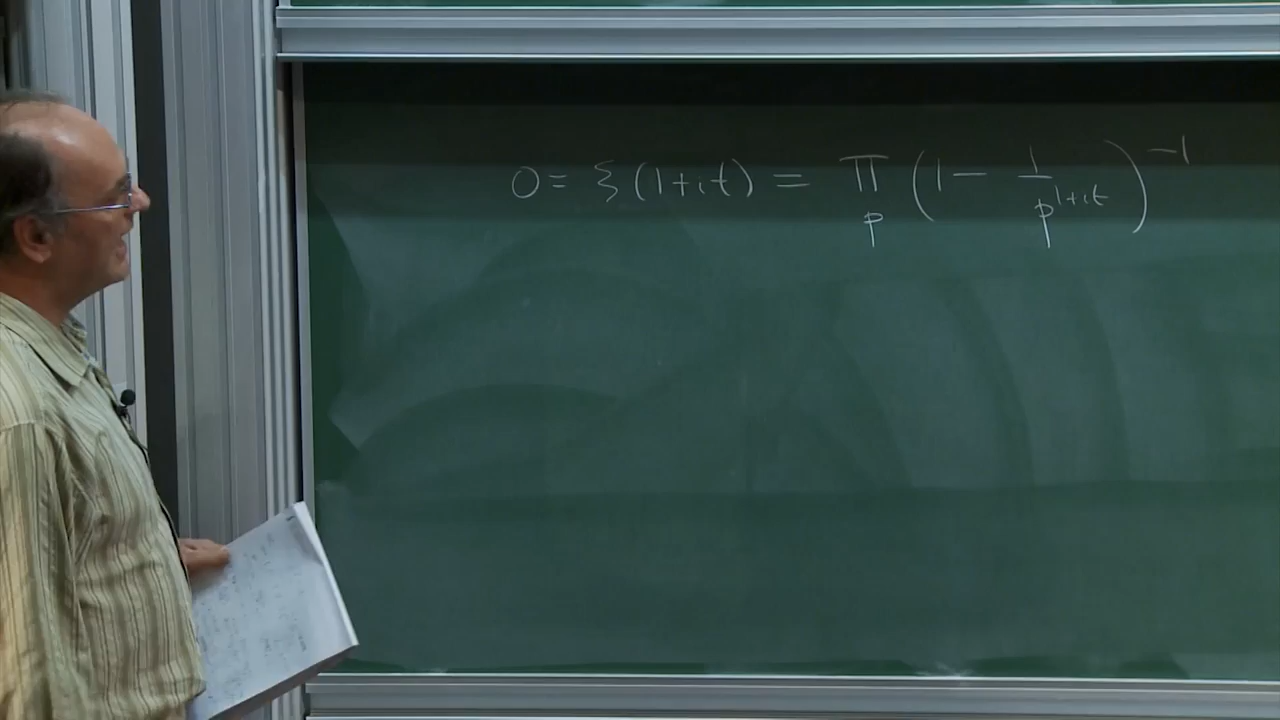 0 = ξ(1+it) = ∏_p (1 − 1/p^{1+it})^{−1}